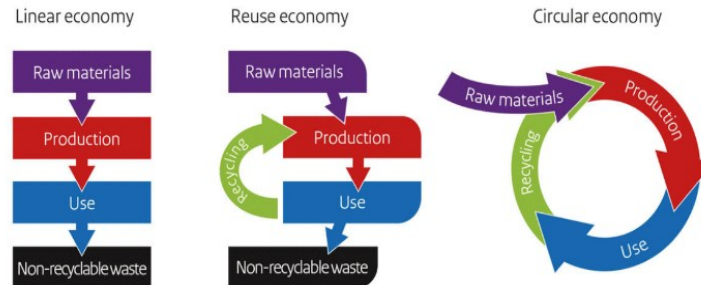 Linear economy
Raw materials
Production
Use
Non-recyclable waste
Reuse economy
Raw materials
Production
Recycling
Use
Non-recyclable waste
Circular economy
Raw materials
Production
Use
Recycling